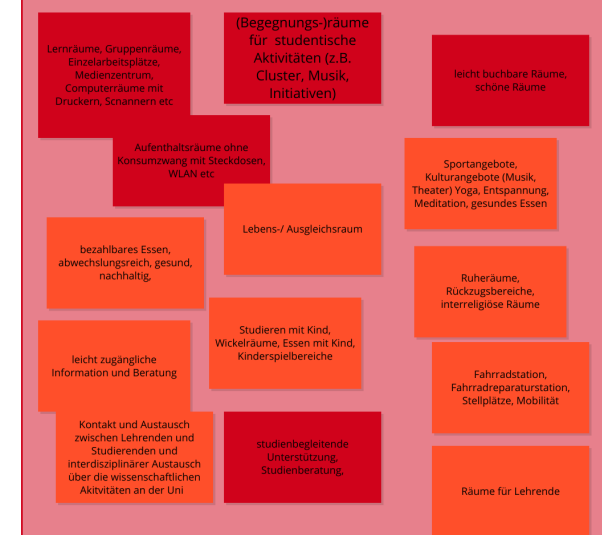 Lernräume, Gruppenräume,
Einzelarbeitsplätze,
Medienzentrum,
Computerräume mit
Druckern, Scnannern etc
(Begegnungs-)räume
für studentische
Aktivitäten (z.B.
Cluster, Musik,
Initiativen)
leicht buchbare Räume,
schöne Räume
Aufenthaltsräume ohne
Konsumzwang mit Steckdosen,
WLAN etc
Sportangebote,
Kulturangebote (Musik,
Theater) Yoga, Entspannung,
Meditation, gesundes Essen
Lebens-/ Ausgleichsraum
bezahlbares Essen,
abwechslungsreich, gesund,
nachhaltig,
Ruheräume,
Rückzugsbereiche,
interreligiöse Räume
Studieren mit Kind,
Wickelräume, Essen mit Kind,
Kinderspielbereiche
leicht zugängliche
Information und Beratung
Fahrradstation,
Fahrradreparaturstation,
Stellplätze, Mobilität
Kontakt und Austausch
zwischen Lehrenden und
Studierenden und
interdisziplinärer Austausch
über die wissenschaftlichen
Akitvitäten an der Uni
studienbegleitende
Unterstützung,
Studienberatung,
Räume für Lehrende